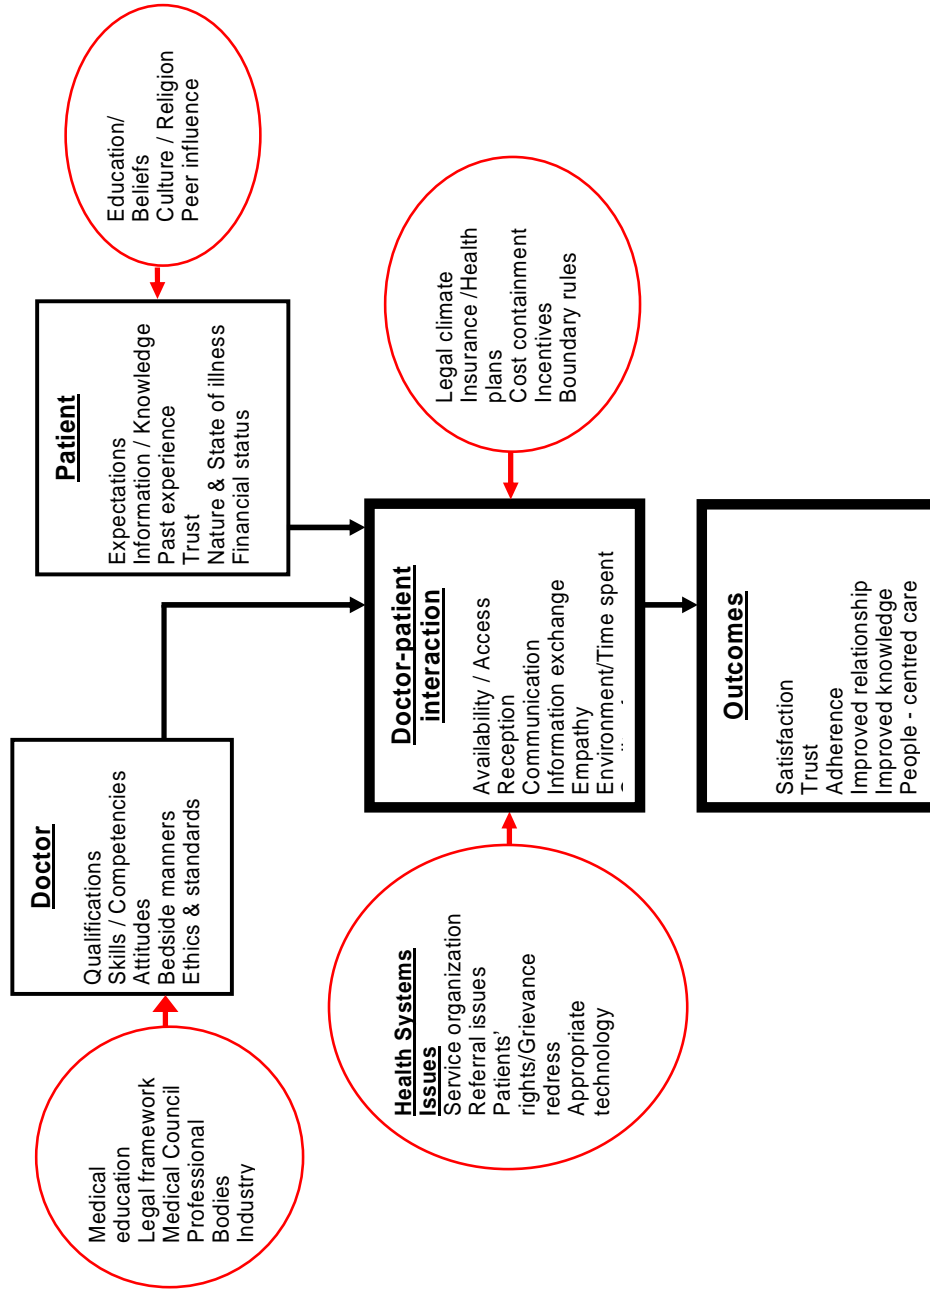 Medical
education
Legal framework
Medical Council
Professional
Bodies
Industry
Doctor
Qualifications
Skills / Competencies
Attitudes
Bedside manners
Ethics & standards
Patient
Expectations
Information / Knowledge
Past experience
Trust
Nature & State of illness
Financial status
Education/
Beliefs
Culture / Religion
Peer influence
Health Systems
Issues
Service organization
Referral issues
Patients’
rights/Grievance
redress
Appropriate
technology
Doctor-patient
interaction
Availability / Access
Reception
Communication
Information exchange
Empathy
Environment/Time spent
Legal climate
Insurance /Health
plans
Cost containment
Incentives
Boundary rules
Outcomes
Satisfaction
Trust
Adherence
Improved relationship
Improved knowledge
People - centred care